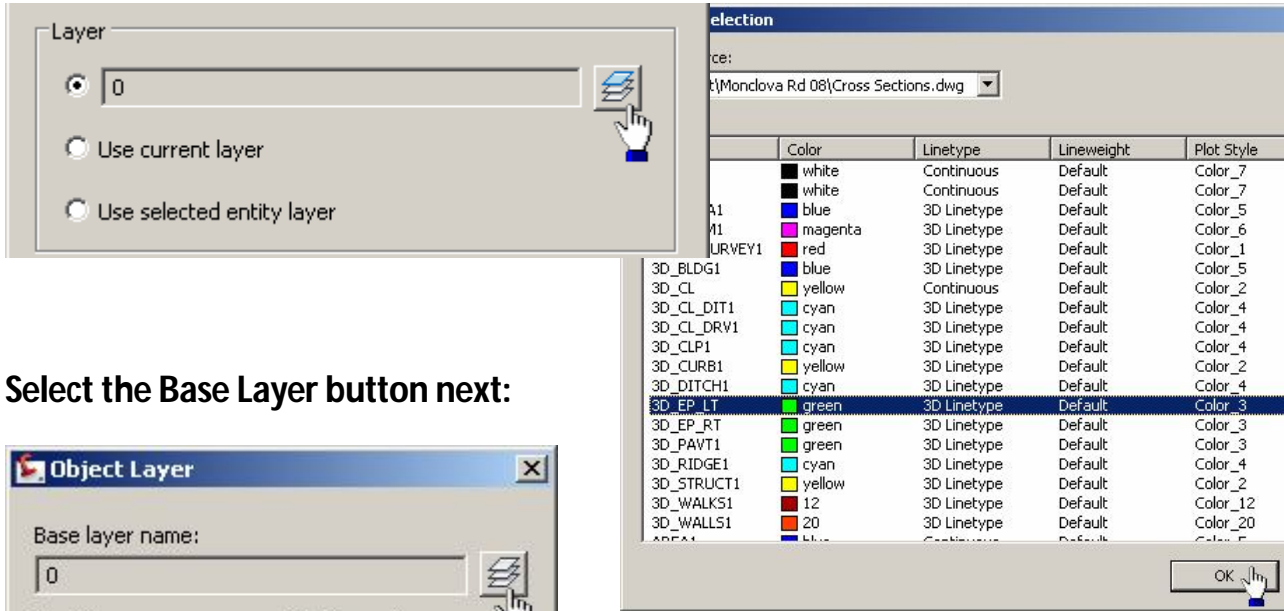 Layer
0
Use current layer
Use selected entity layer
Select the Base Layer button next:
Object Layer
Base layer name:
0
election
rce:
t\Monclova Rd 08\Cross Sections.dwg
Color Linetype Lineweight Plot Style
white Continuous Default Color_7
white Continuous Default Color_7
A1 blue 3D Linetype Default Color_5
M1 magenta 3D Linetype Default Color_6
URVEY1 red 3D Linetype Default Color_1
3D_BLDG1 blue 3D Linetype Default Color_5
3D_CL yellow Continuous Default Color_2
3D_CL_DIT1 cyan 3D Linetype Default Color_4
3D_CL_DRV1 cyan 3D Linetype Default Color_4
3D_CLP1 cyan 3D Linetype Default Color_4
3D_CURB1 yellow 3D Linetype Default Color_2
3D_DITCH1 cyan 3D Linetype Default Color_4
3D_EP_LT green 3D Linetype Default Color_3
3D_EP_RT green 3D Linetype Default Color_3
3D_PAVT1 green 3D Linetype Default Color_3
3D_RIDGE1 cyan 3D Linetype Default Color_4
3D_STRUCT1 yellow 3D Linetype Default Color_2
3D_WALKS1 12 3D Linetype Default Color_12
3D_WALLS1 20 3D Linetype Default Color_20
OK